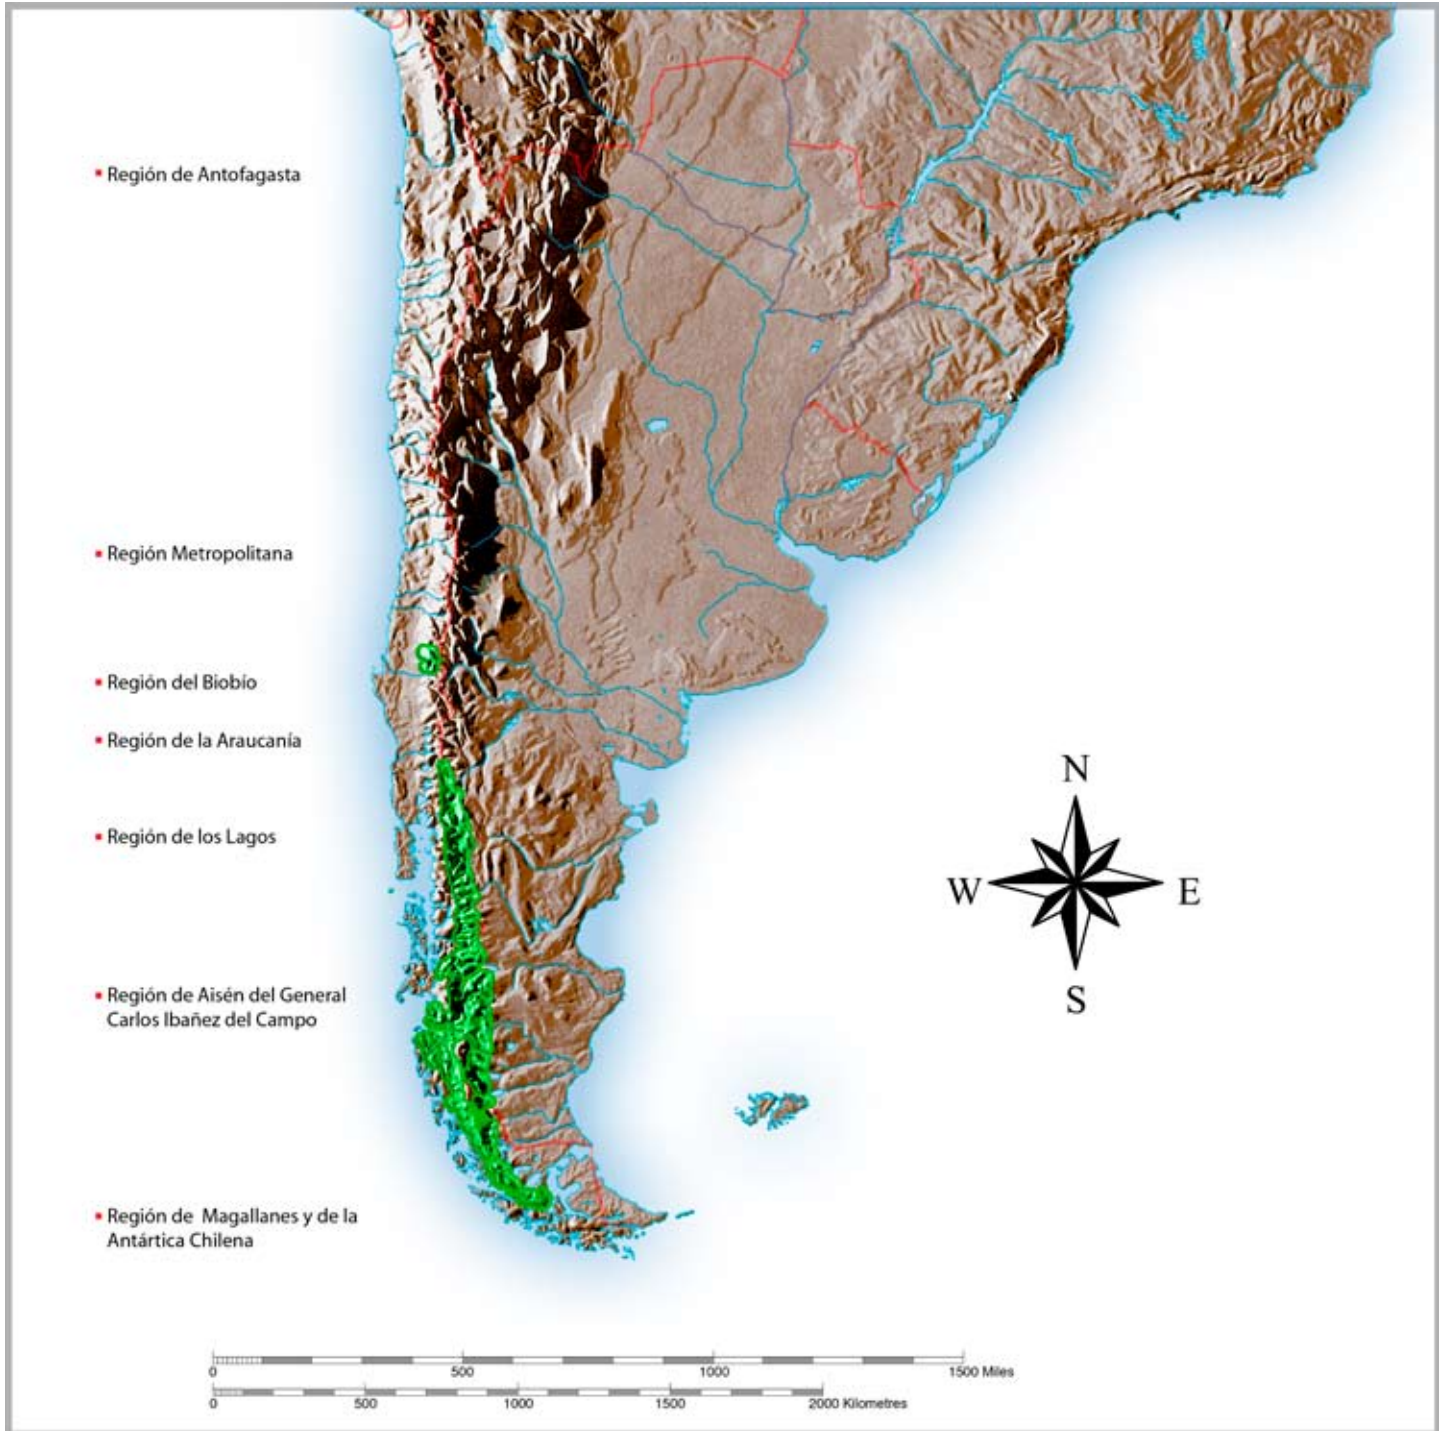 Región de Antofagasta
Región Metropolitana
Región del Biobío
Región de la Araucanía
Región de los Lagos
Región de Aisén del General
Carlos Ibañez del Campo
Región de Magallanes y de la
Antártica Chilena
N
W E
S
0 500 1000 1500 Miles
0 500 1000 1500 2000 Kilometres